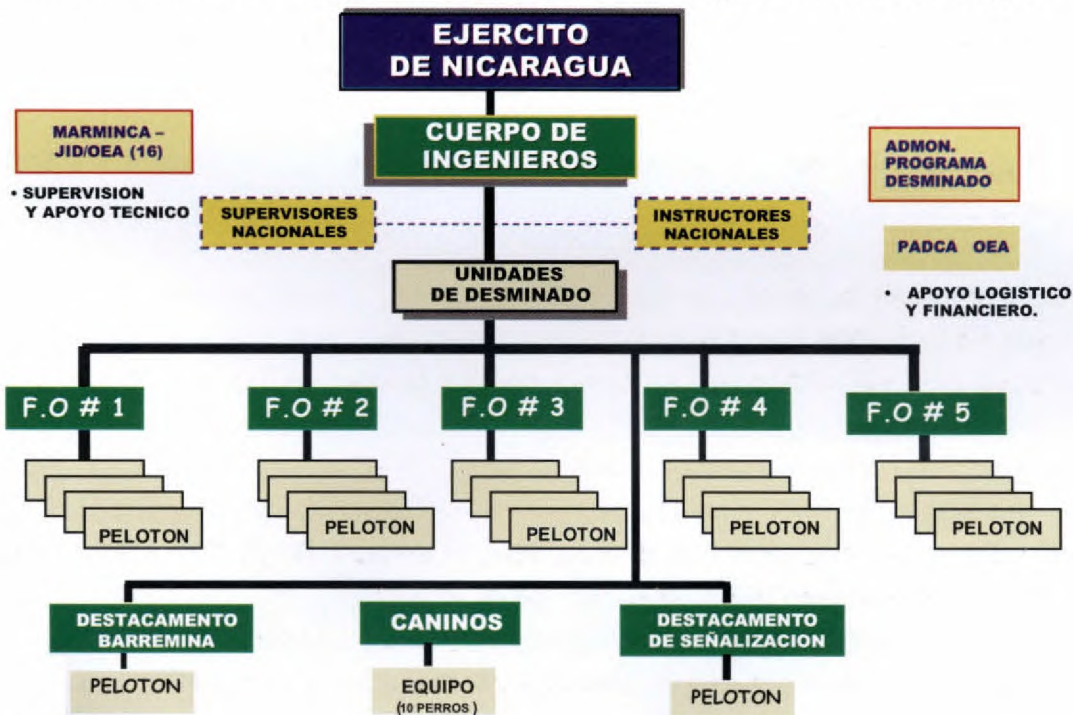 EJERCITO
DE NICARAGUA
MARMINCA –
JID/OEA (16)
• SUPERVISION
Y APOYO TECNICO
CUERPO DE
INGENIEROS
ADMON.
PROGRAMA
DESMINADO
SUPERVISORES
NACIONALES
INSTRUCTORES
NACIONALES
PADCA OEA
• APOYO LOGISTICO
Y FINANCIERO.
UNIDADES
DE DESMINADO
F.O # 1
F.O # 2
F.O # 3
F.O # 4
F.O # 5
PELOTON
PELOTON
PELOTON
PELOTON
PELOTON
DESTACAMENTO
BARREMINA
CANINOS
DESTACAMENTO
DE SEÑALIZACION
PELOTON
EQUIPO
(10 PERROS )
PELOTON